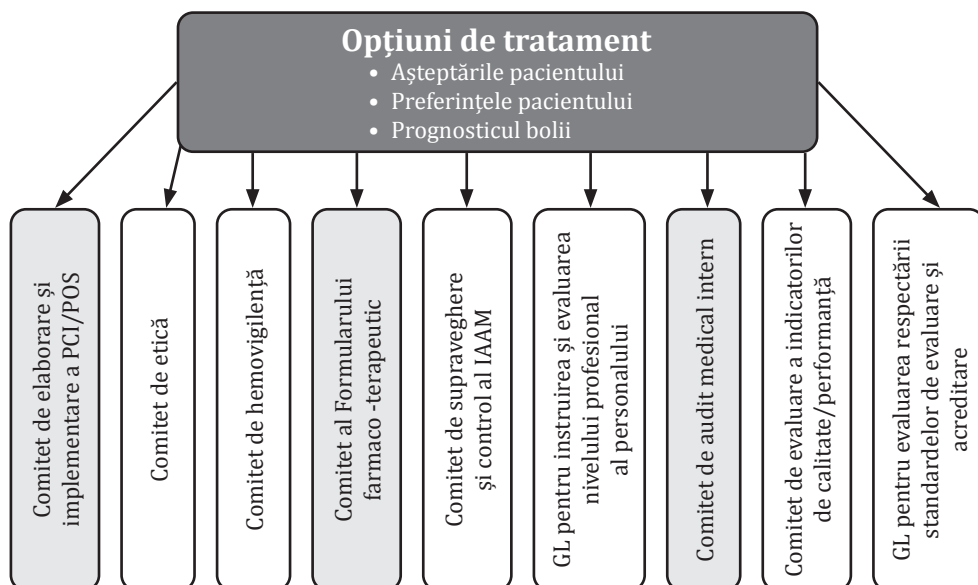 Opțiuni de tratament
• Așteptările pacientului
• Preferințele pacientului
• Prognosticul bolii
Comitet de elaborare și
implementare a PCI/POS
Comitet de etică
Comitet de hemovigilență
Comitet al Formularului
farmaco -terapeutic
Comitet de supraveghere
și control al IAAM
GL pentru instruirea și evaluarea
nivelului profesional
al personalului
Comitet de audit medical intern
Comitet de evaluare a indicatorilor
de calitate/performanță
GL pentru evaluarea respectării
standardelor de evaluare și
acreditare